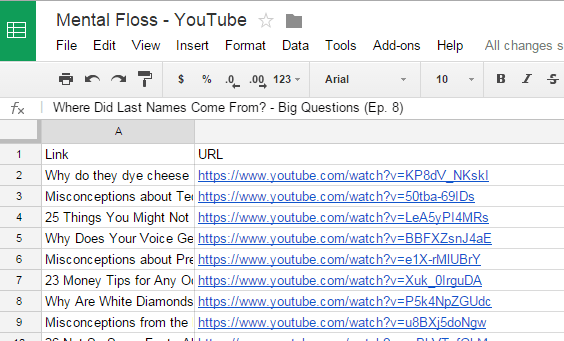 Mental Floss - YouTube
File Edit View Insert Format Data Tools Add-ons Help All changes s
$ % .0 .00 123 Arial 10 B I S
fx Where Did Last Names Come From? - Big Questions (Ep. 8)
A
1 Link URL
2 Why do they dye cheese https://www.youtube.com/watch?v=KP8dV_NKskI
3 Misconceptions about Tec https://www.youtube.com/watch?v=50tba-69IDs
4 25 Things You Might Not https://www.youtube.com/watch?v=LeA5yPI4MRs
5 Why Does Your Voice Ge https://www.youtube.com/watch?v=BBFXZsnJ4aE
6 Misconceptions about Pre https://www.youtube.com/watch?v=e1X-rMIUBrY
7 23 Money Tips for Any Oc https://www.youtube.com/watch?v=Xuk_0IrguDA
8 Why Are White Diamonds https://www.youtube.com/watch?v=P5k4NpZGUdc
9 Misconceptions from the https://www.youtube.com/watch?v=u8BXj5doNgw